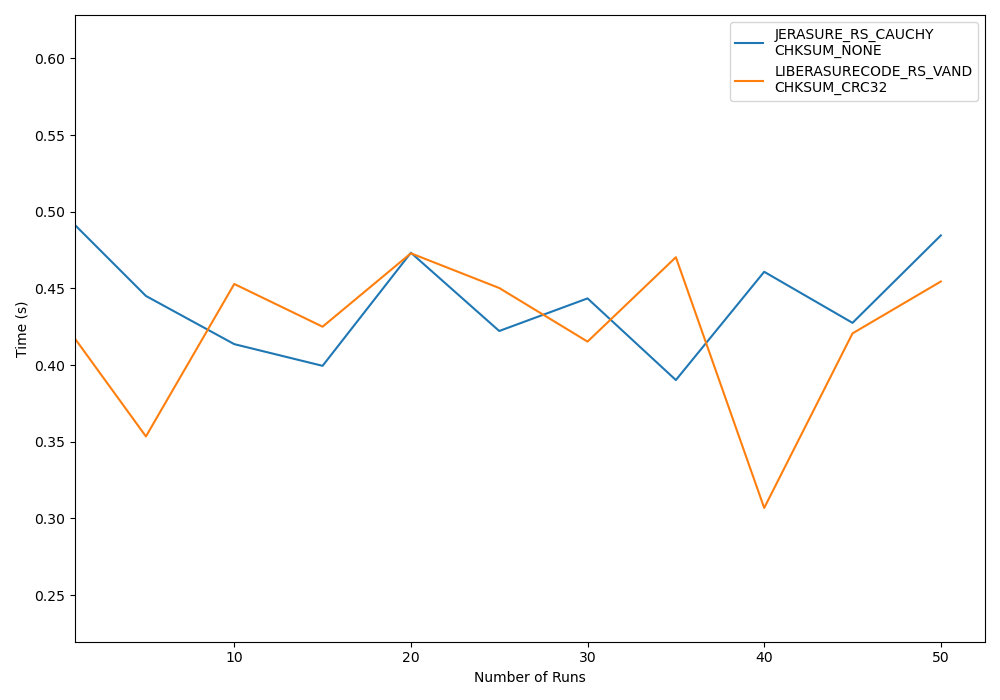 JERASURE_RS_CAUCHY
CHKSUM_NONE
LIBERASURECODE_RS_VAND
CHKSUM_CRC32
0.60
0.55
0.50
0.45
0.40
0.35
0.30
0.25
Time (s)
10 20 30 40 50
Number of Runs